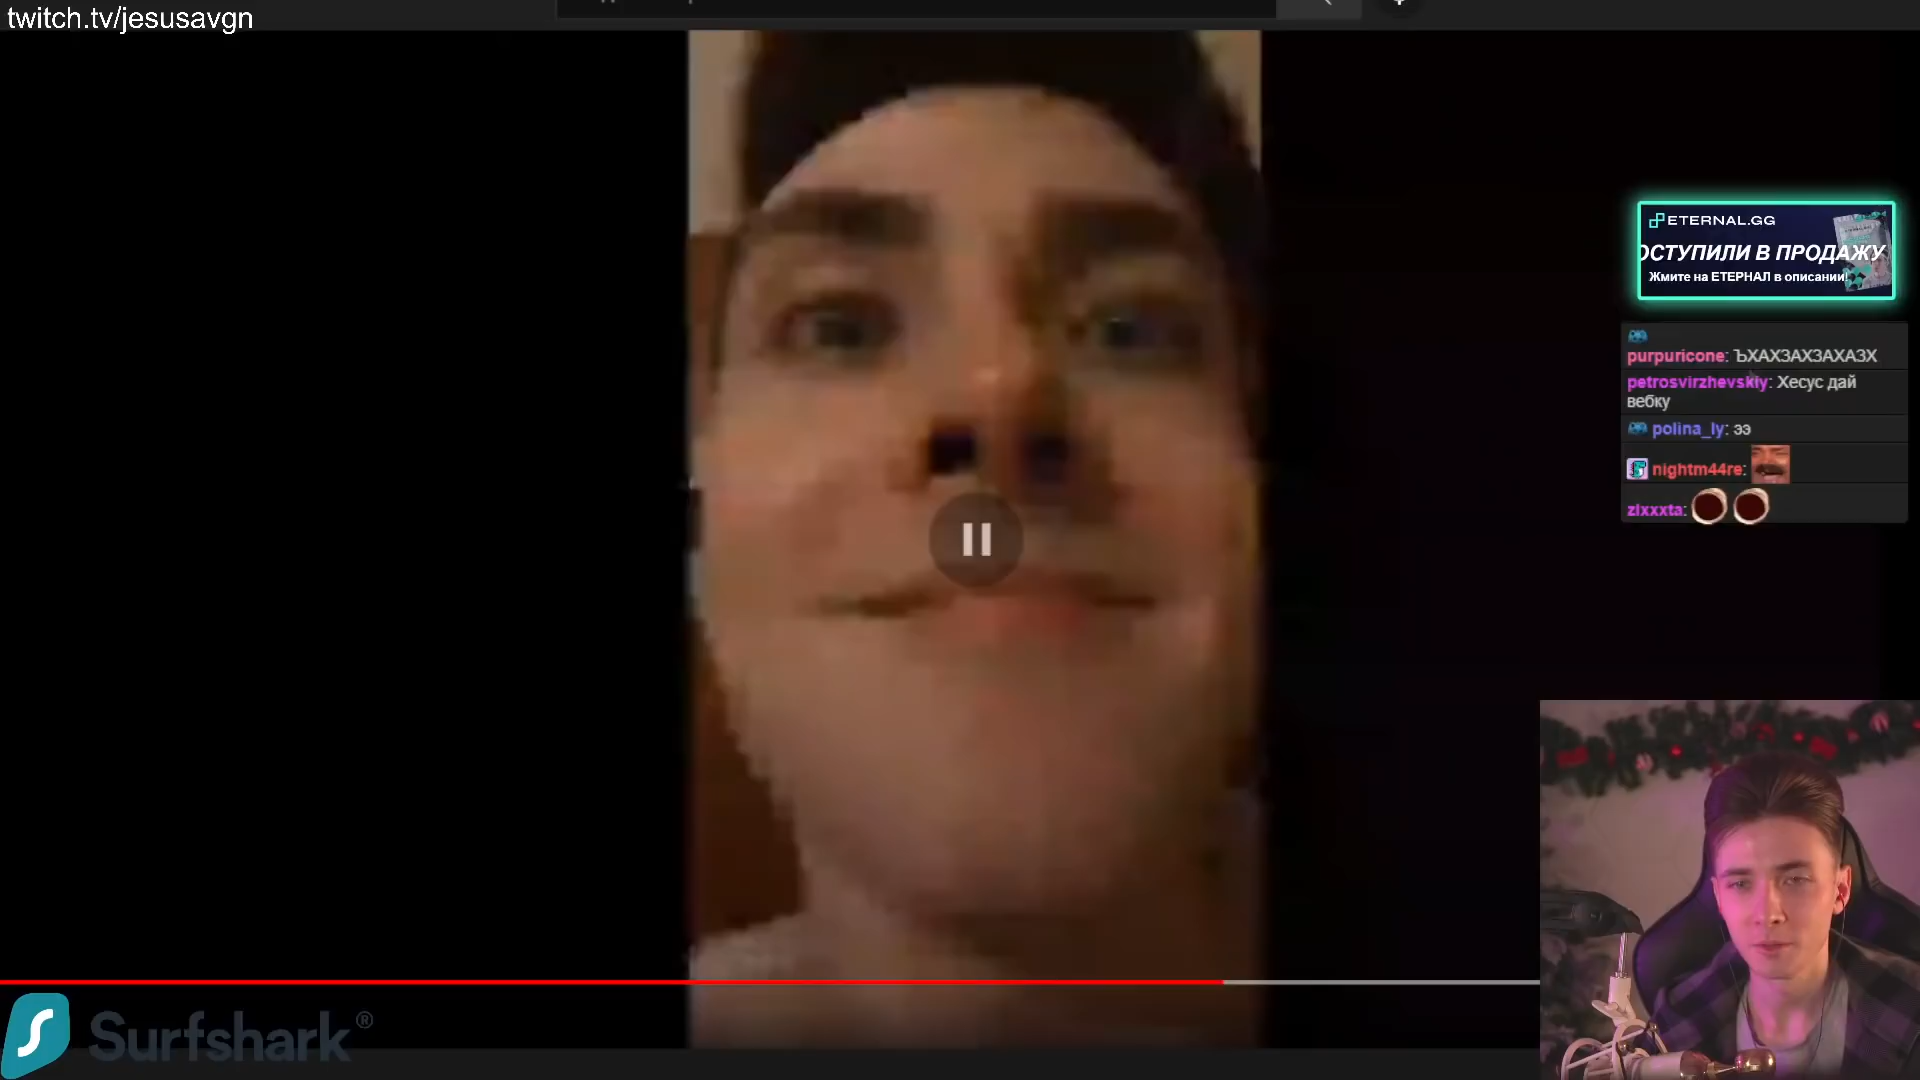 twitch.tv/jesusavgn
ETERNAL.GG
ОСТУПИЛИ В ПРОДАЖУ
Жмите на ЕТЕРНАЛ в описании!
purpuricone: ЪХАХЗАХЗАХАЗХ
petrosvirzhevskiy: Хесус дай
вебку
polina_ly: ээ
nightm44re:
zixxxta:
Surfshark®